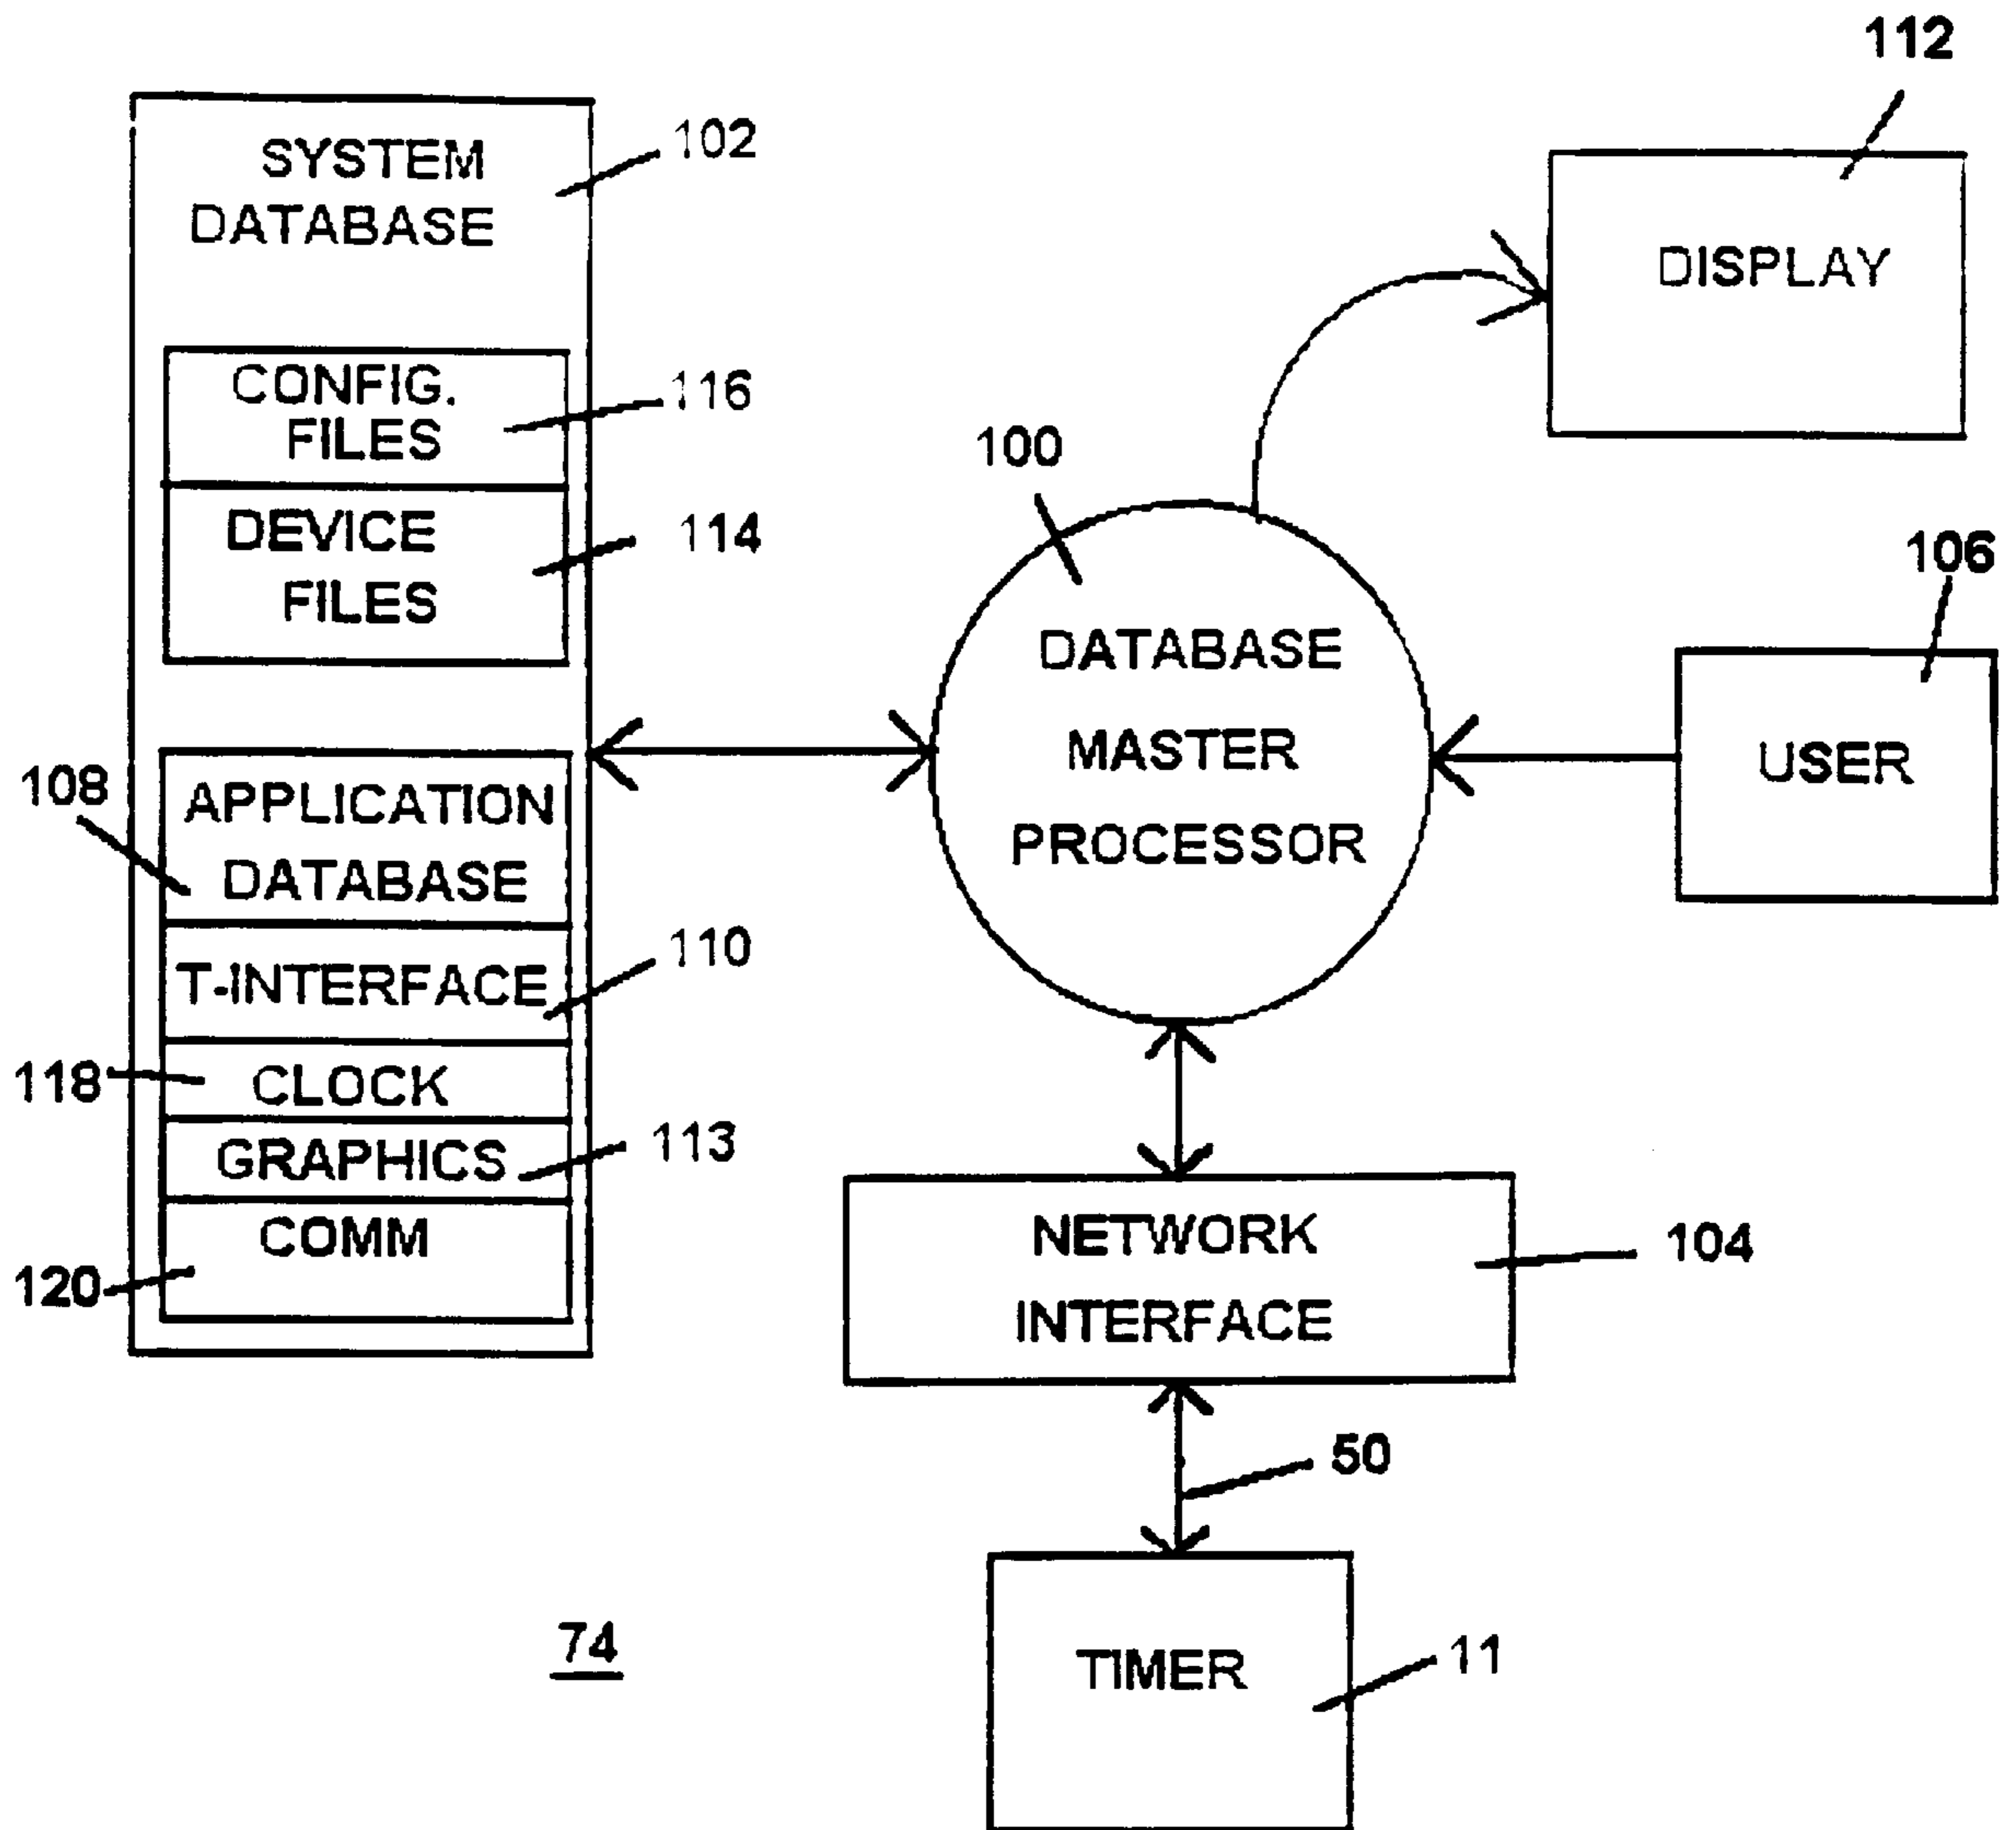 112
SYSTEM
DATABASE
102
DISPLAY
CONFIG.
FILES
116
100
DEVICE
FILES
114
106
DATABASE
MASTER
PROCESSOR
USER
108
APPLICATION
DATABASE
T-INTERFACE
110
118
CLOCK
GRAPHICS
113
COMM
120
NETWORK
INTERFACE
104
50
74
TIMER
11